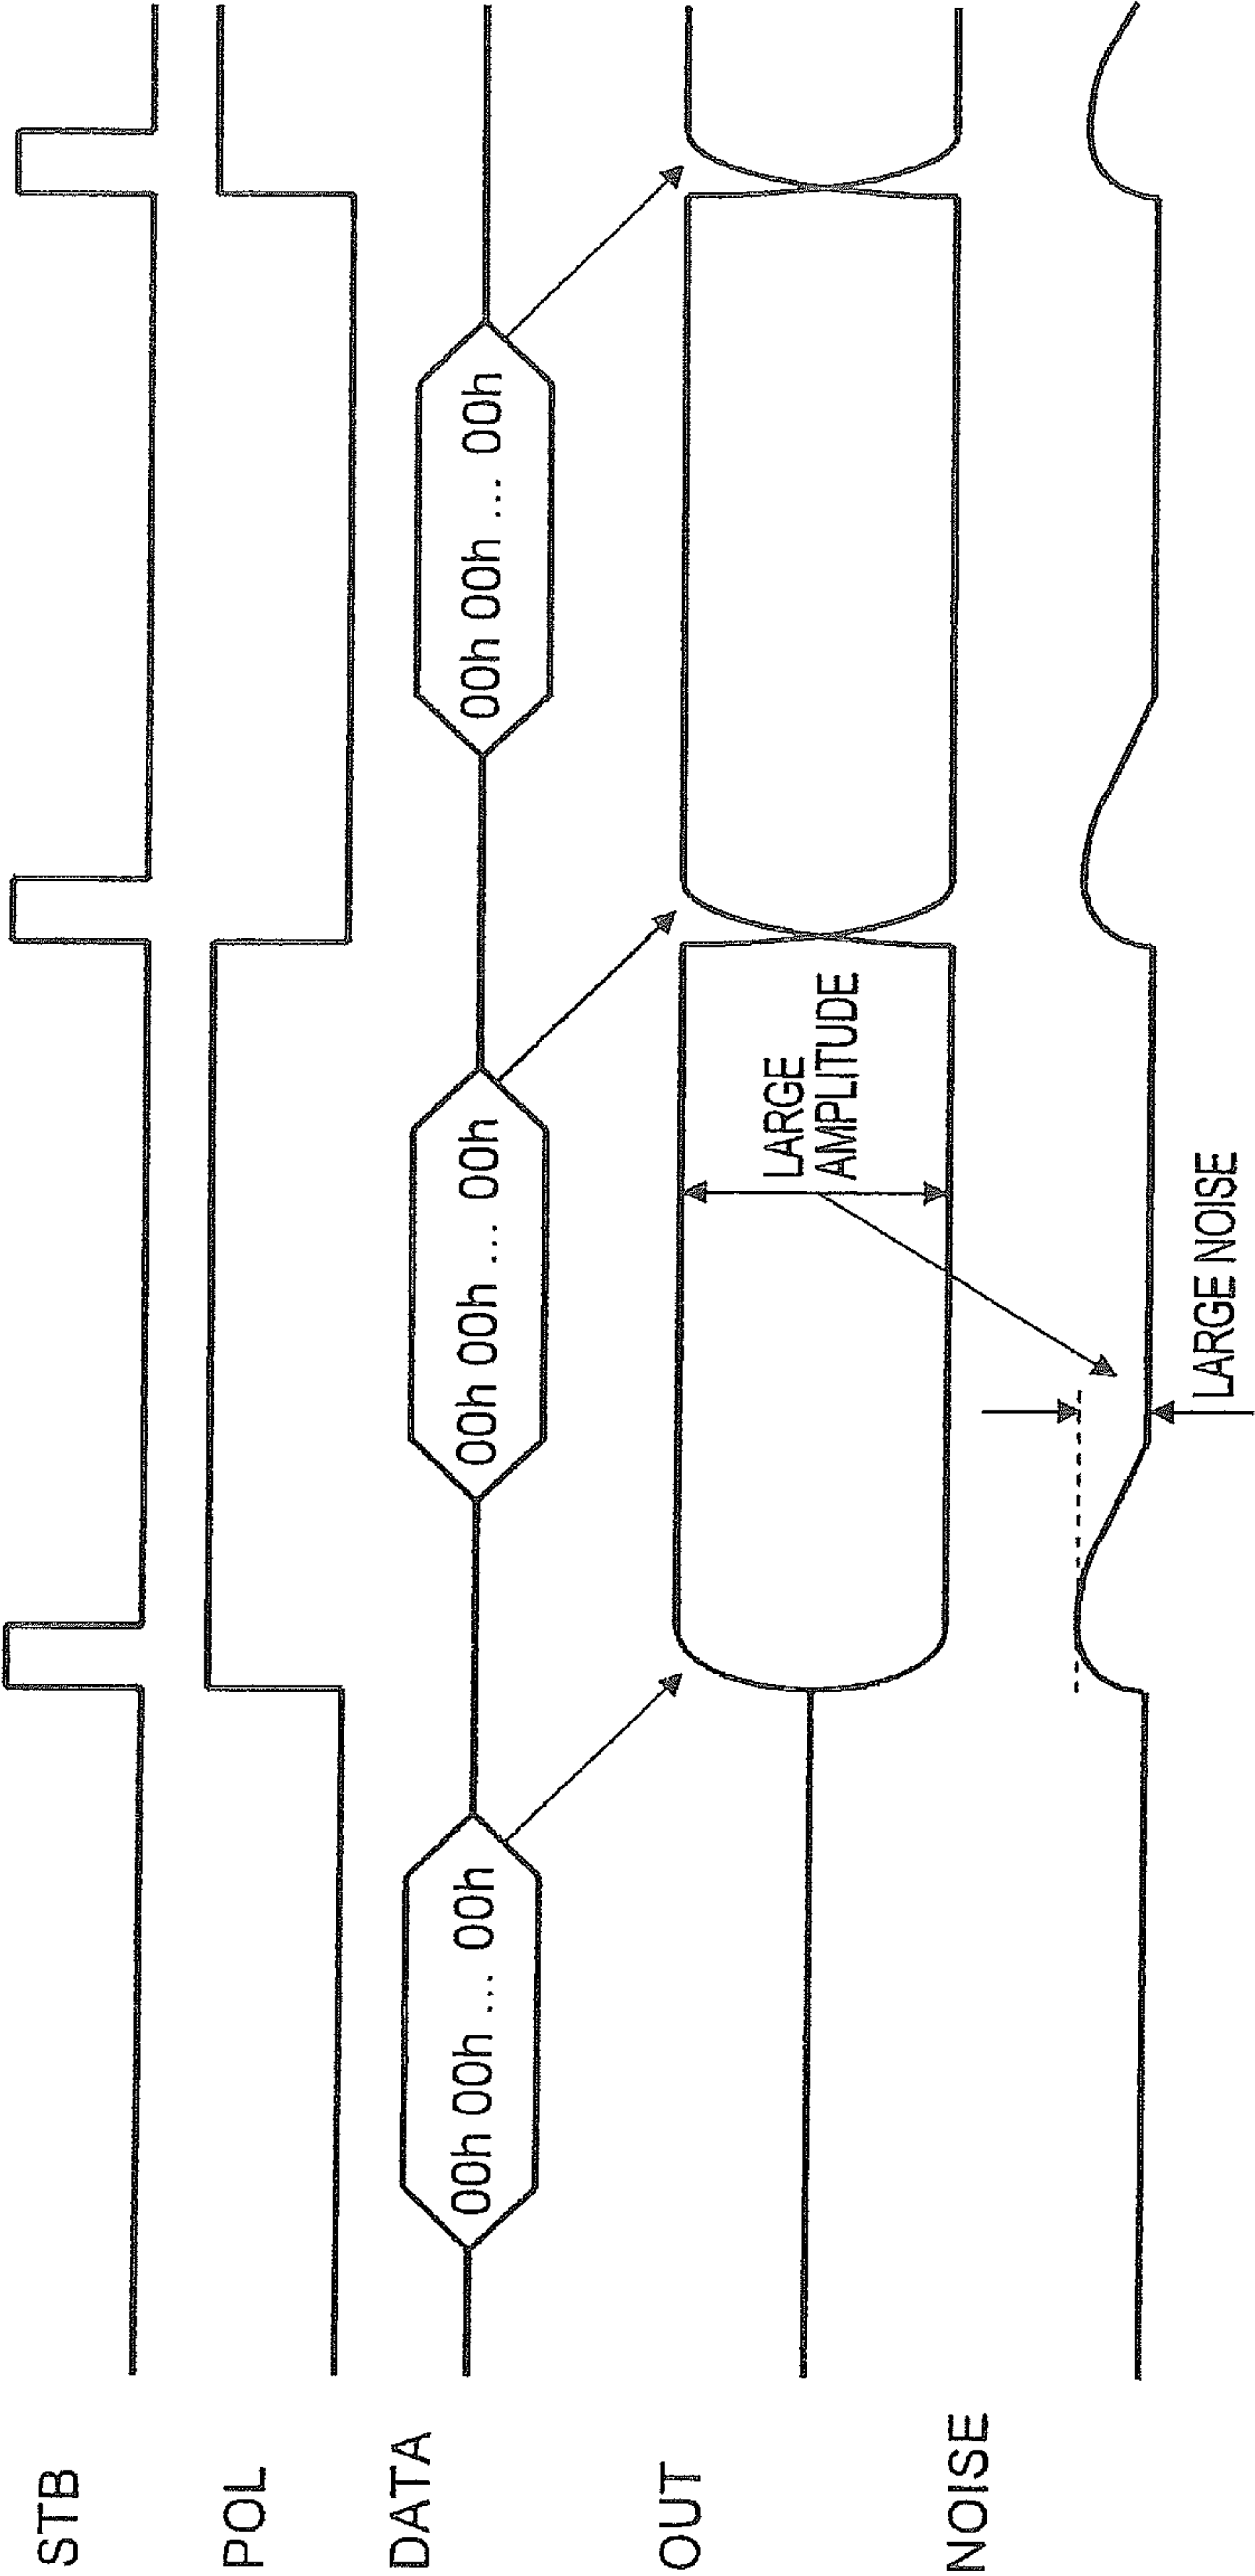 STB
POL
DATA
00h 00h ... 00h
00h 00h ... 00h
00h 00h ... 00h
OUT
LARGE
AMPLITUDE
NOISE
LARGE NOISE